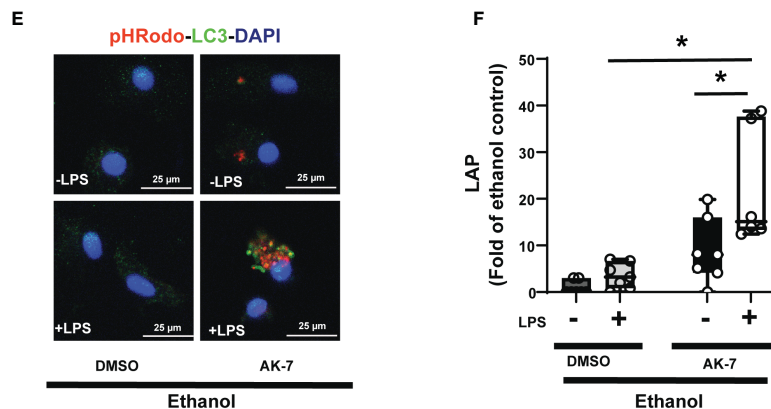 E
pHRodo-LC3-DAPI
-LPS
25 µm
-LPS
25 µm
+LPS
25 µm
+LPS
25 µm
DMSO
AK-7
Ethanol
F
*
*
LAP
(Fold of ethanol control)
50
40
30
20
10
0
LPS - + - +
DMSO
AK-7
Ethanol